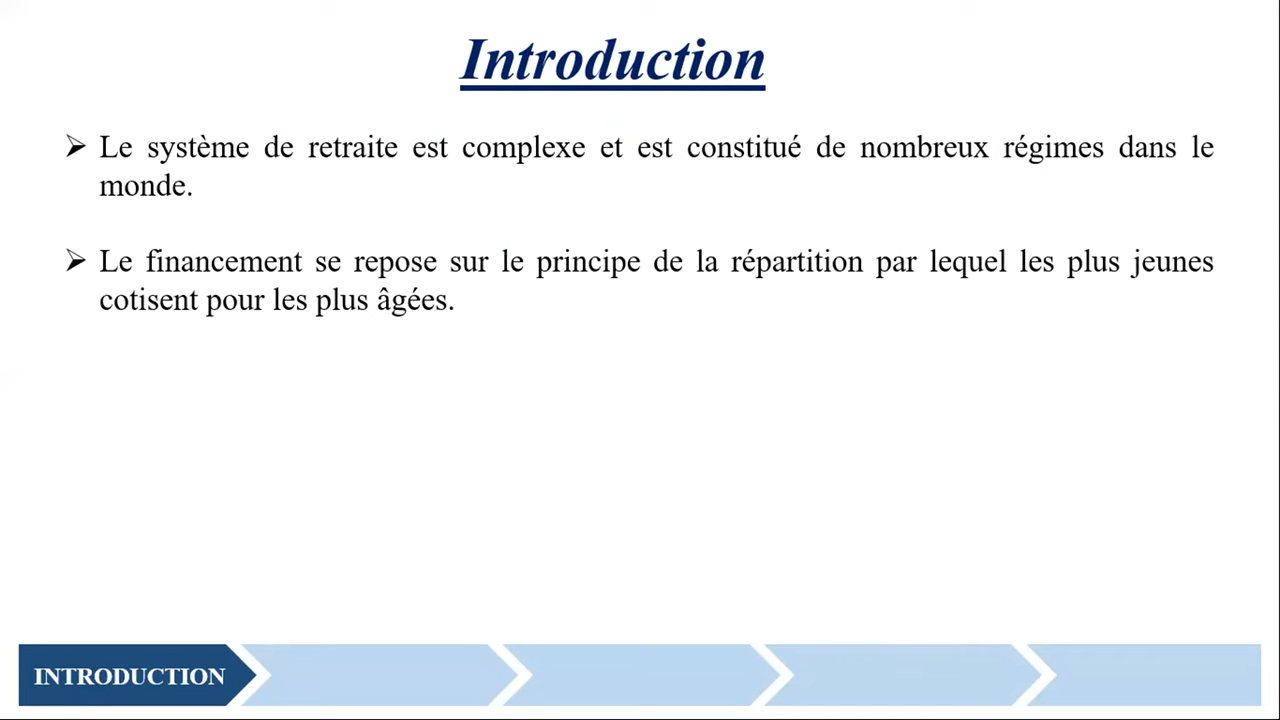 Introduction
Le système de retraite est complexe et est constitué de nombreux régimes dans le
monde.
Le financement se repose sur le principe de la répartition par lequel les plus jeunes
cotisent pour les plus âgées.
INTRODUCTION